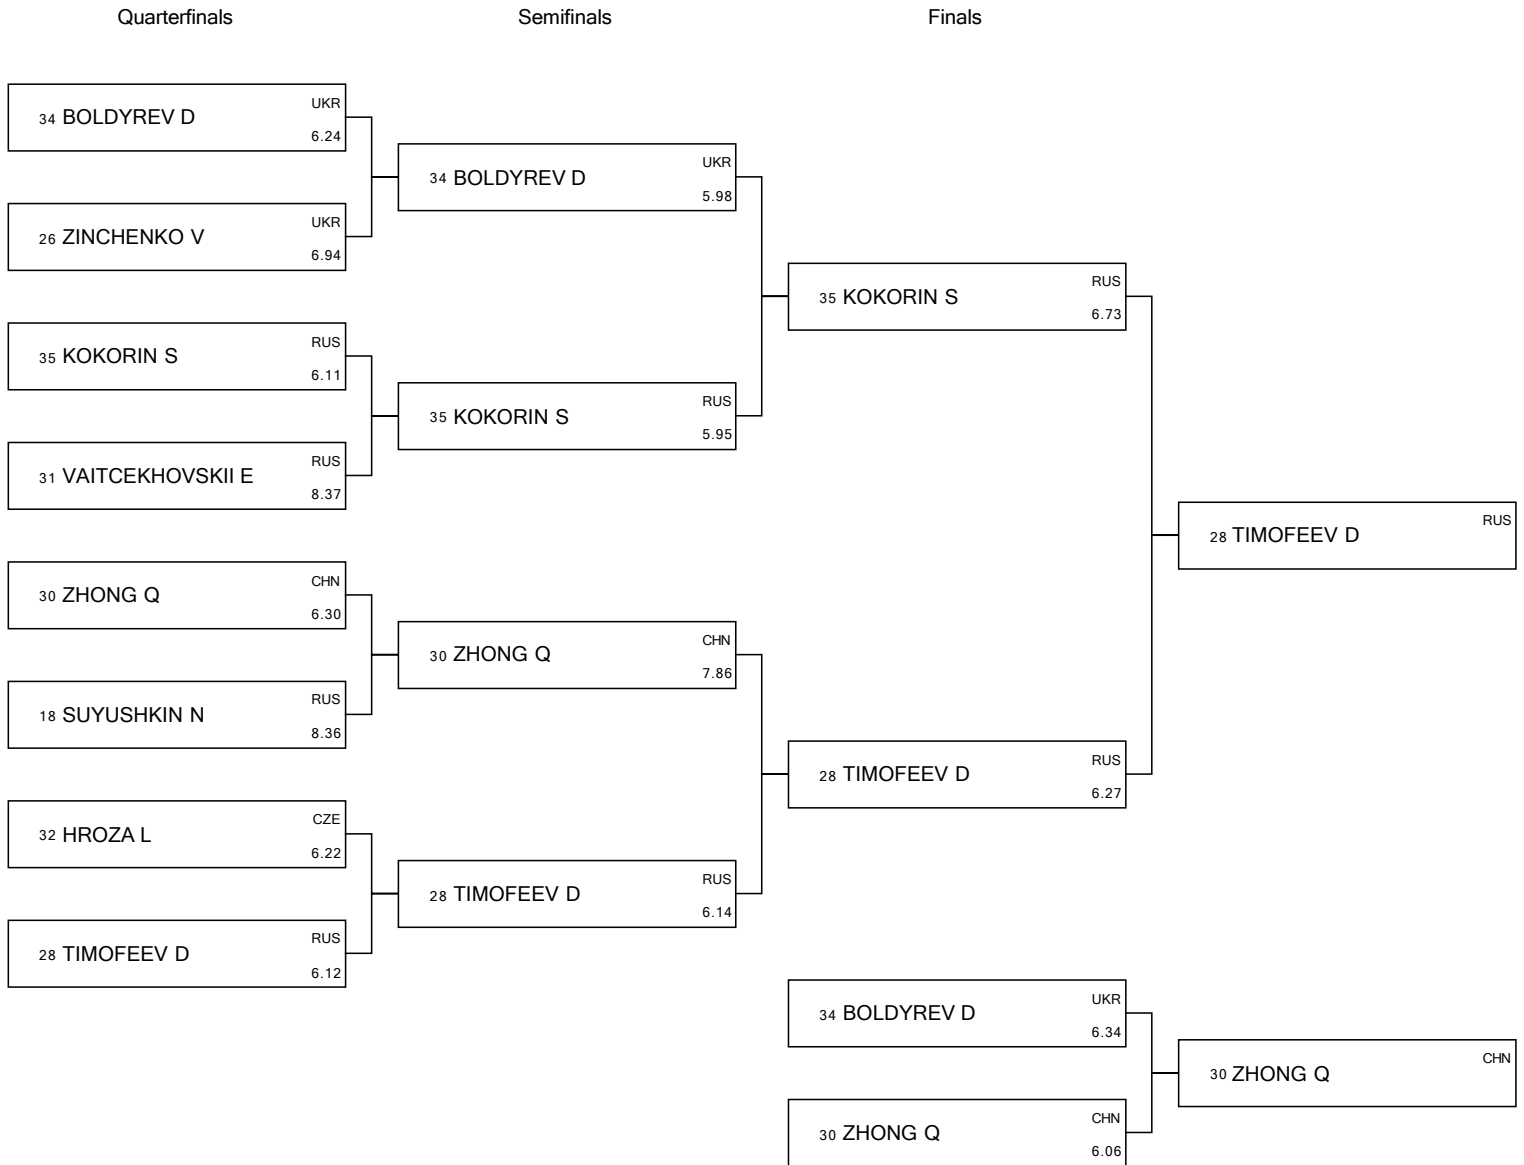 Quarterfinals Semifinals Finals
34 BOLDYREV D UKR
6.24
26 ZINCHENKO V UKR
6.94
35 KOKORIN S RUS
6.11
31 VAITCEKHOVSKII E RUS
8.37
30 ZHONG Q CHN
6.30
18 SUYUSHKIN N RUS
8.36
32 HROZA L CZE
6.22
28 TIMOFEEV D RUS
6.12
34 BOLDYREV D UKR
5.98
35 KOKORIN S RUS
5.95
30 ZHONG Q CHN
7.86
28 TIMOFEEV D RUS
6.14
35 KOKORIN S RUS
6.73
28 TIMOFEEV D RUS
6.27
34 BOLDYREV D UKR
6.34
30 ZHONG Q CHN
6.06
28 TIMOFEEV D RUS
30 ZHONG Q CHN